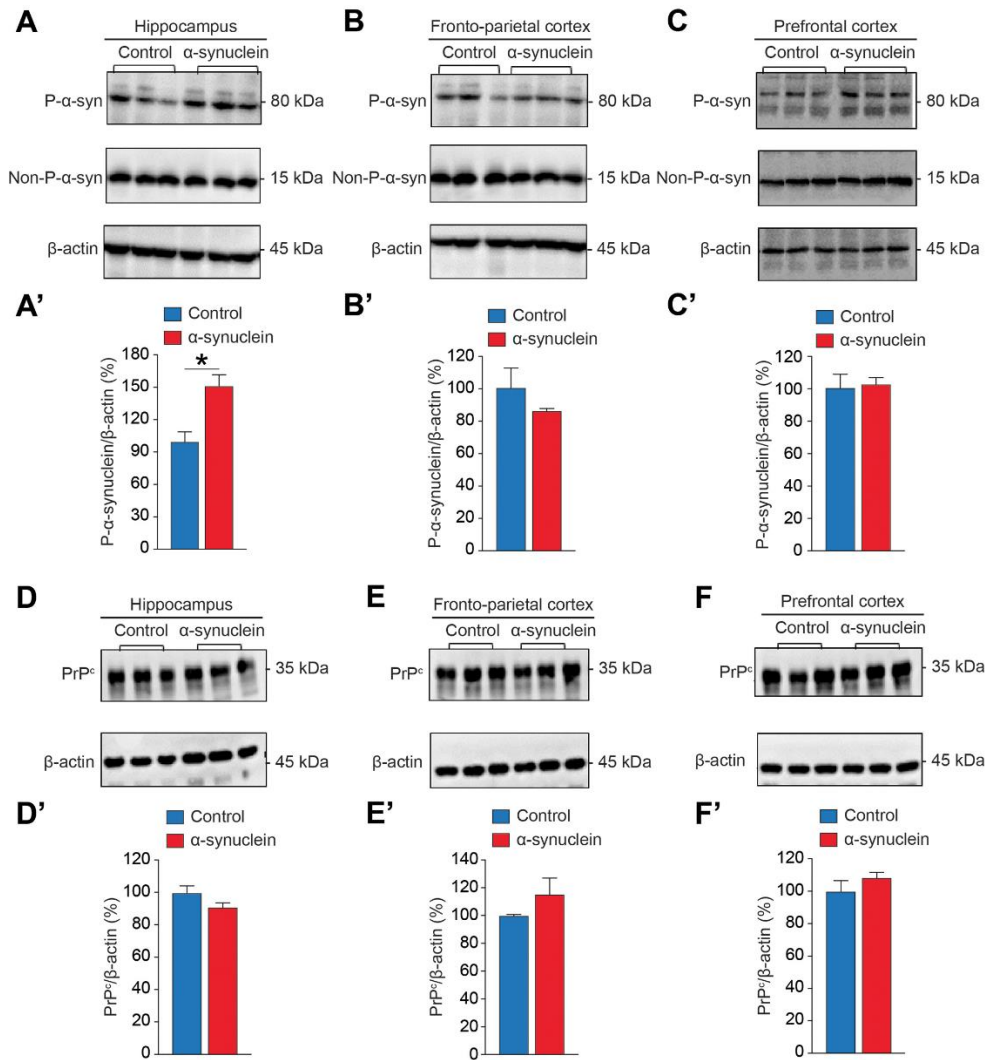 A
Hippocampus
Control α-synuclein
P-α-syn
80 kDa
Non-P-α-syn
15 kDa
β-actin
45 kDa
B
Fronto-parietal cortex
Control α-synuclein
P-α-syn
80 kDa
Non-P-α-syn
15 kDa
β-actin
45 kDa
C
Prefrontal cortex
Control α-synuclein
P-α-syn
80 kDa
Non-P-α-syn
15 kDa
β-actin
45 kDa
A’
Control
α-synuclein
P-α-synuclein/β-actin (%)
180
150
120
90
60
30
0
*
B’
Control
α-synuclein
P-α-synuclein/β-actin (%)
120
100
80
60
40
20
0
C’
Control
α-synuclein
P-α-synuclein/β-actin (%)
120
100
80
60
40
20
0
D
Hippocampus
Control α-synuclein
PrPᶜ
35 kDa
β-actin
45 kDa
E
Fronto-parietal cortex
Control α-synuclein
PrPᶜ
35 kDa
β-actin
45 kDa
F
Prefrontal cortex
Control α-synuclein
PrPᶜ
35 kDa
β-actin
45 kDa
D’
Control
α-synuclein
PrPᶜ/β-actin (%)
120
100
80
60
40
20
0
E’
Control
α-synuclein
PrPᶜ/β-actin (%)
140
120
100
80
60
40
20
0
F’
Control
α-synuclein
PrPᶜ/β-actin (%)
120
100
80
60
40
20
0